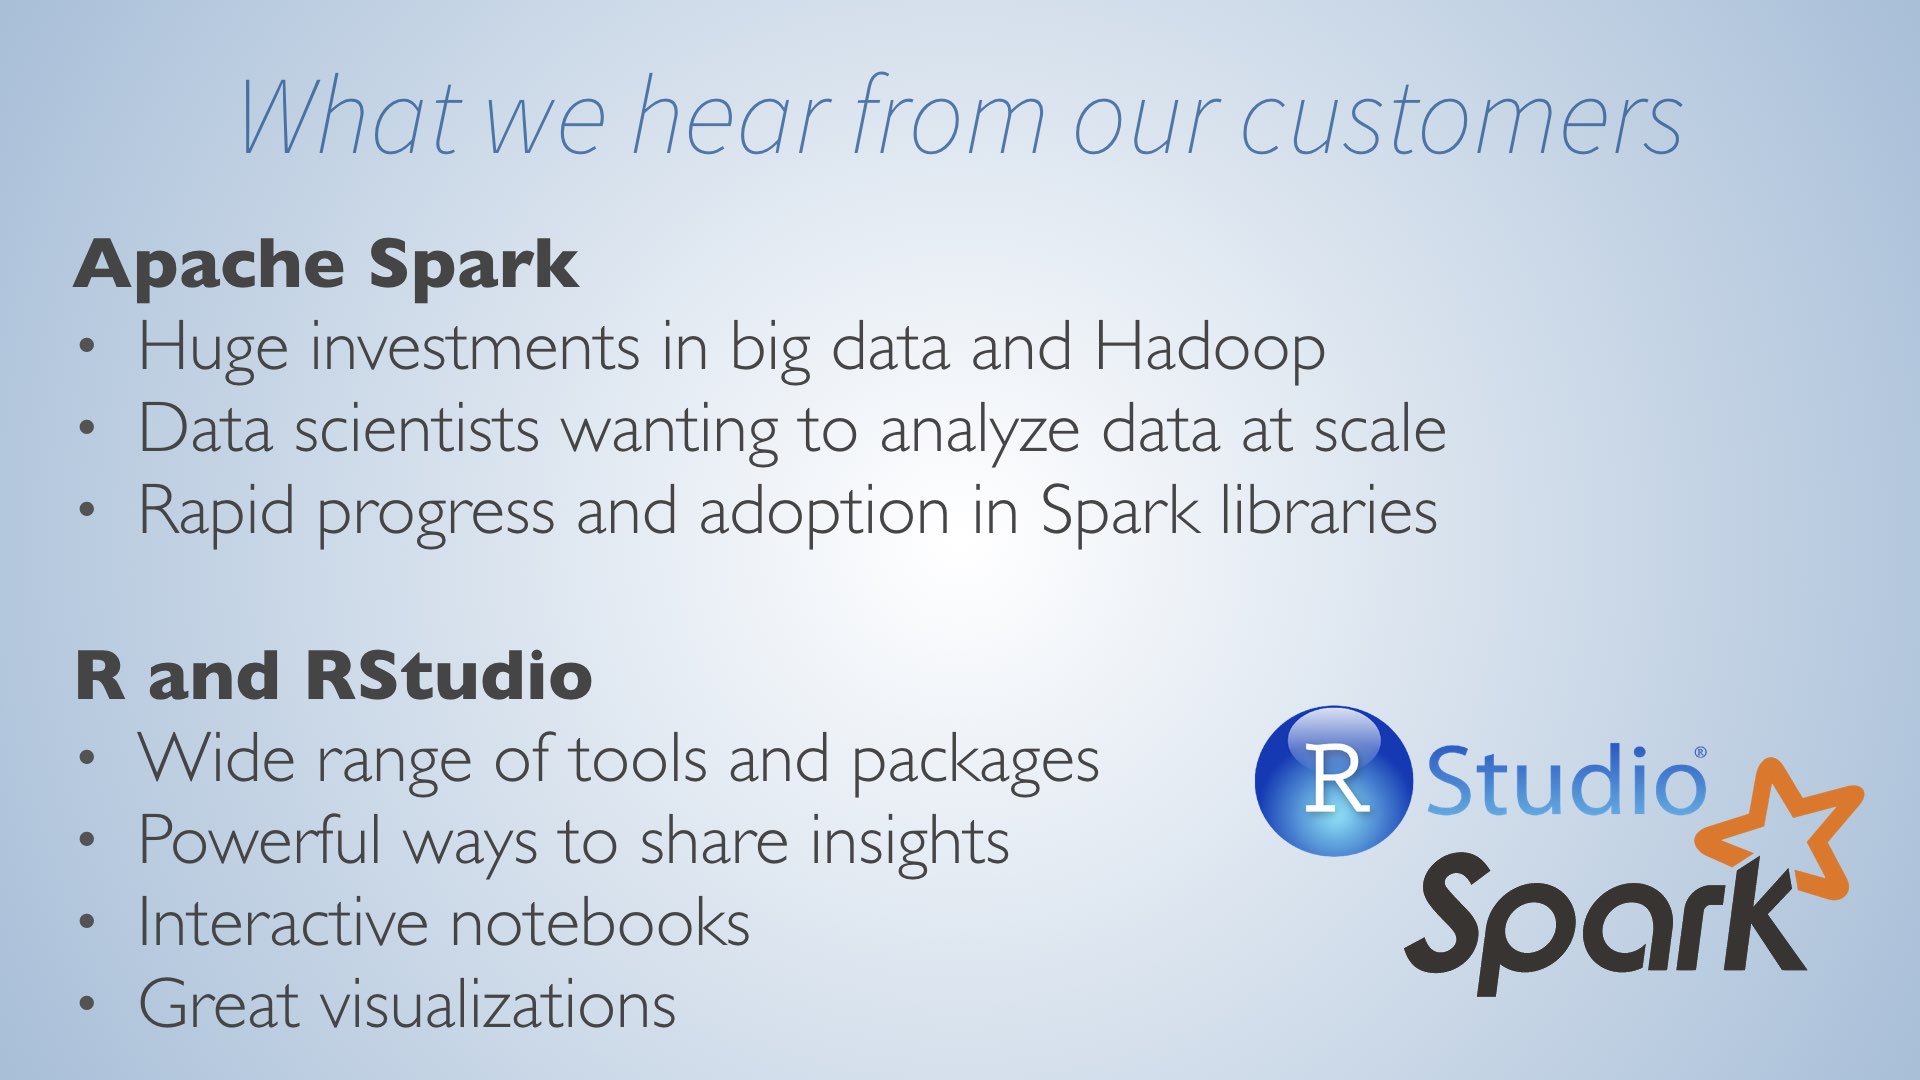 What we hear from our customers
Apache Spark
• Huge investments in big data and Hadoop
• Data scientists wanting to analyze data at scale
• Rapid progress and adoption in Spark libraries
R and RStudio
• Wide range of tools and packages
• Powerful ways to share insights
• Interactive notebooks
• Great visualizations
R Studio®
Spark